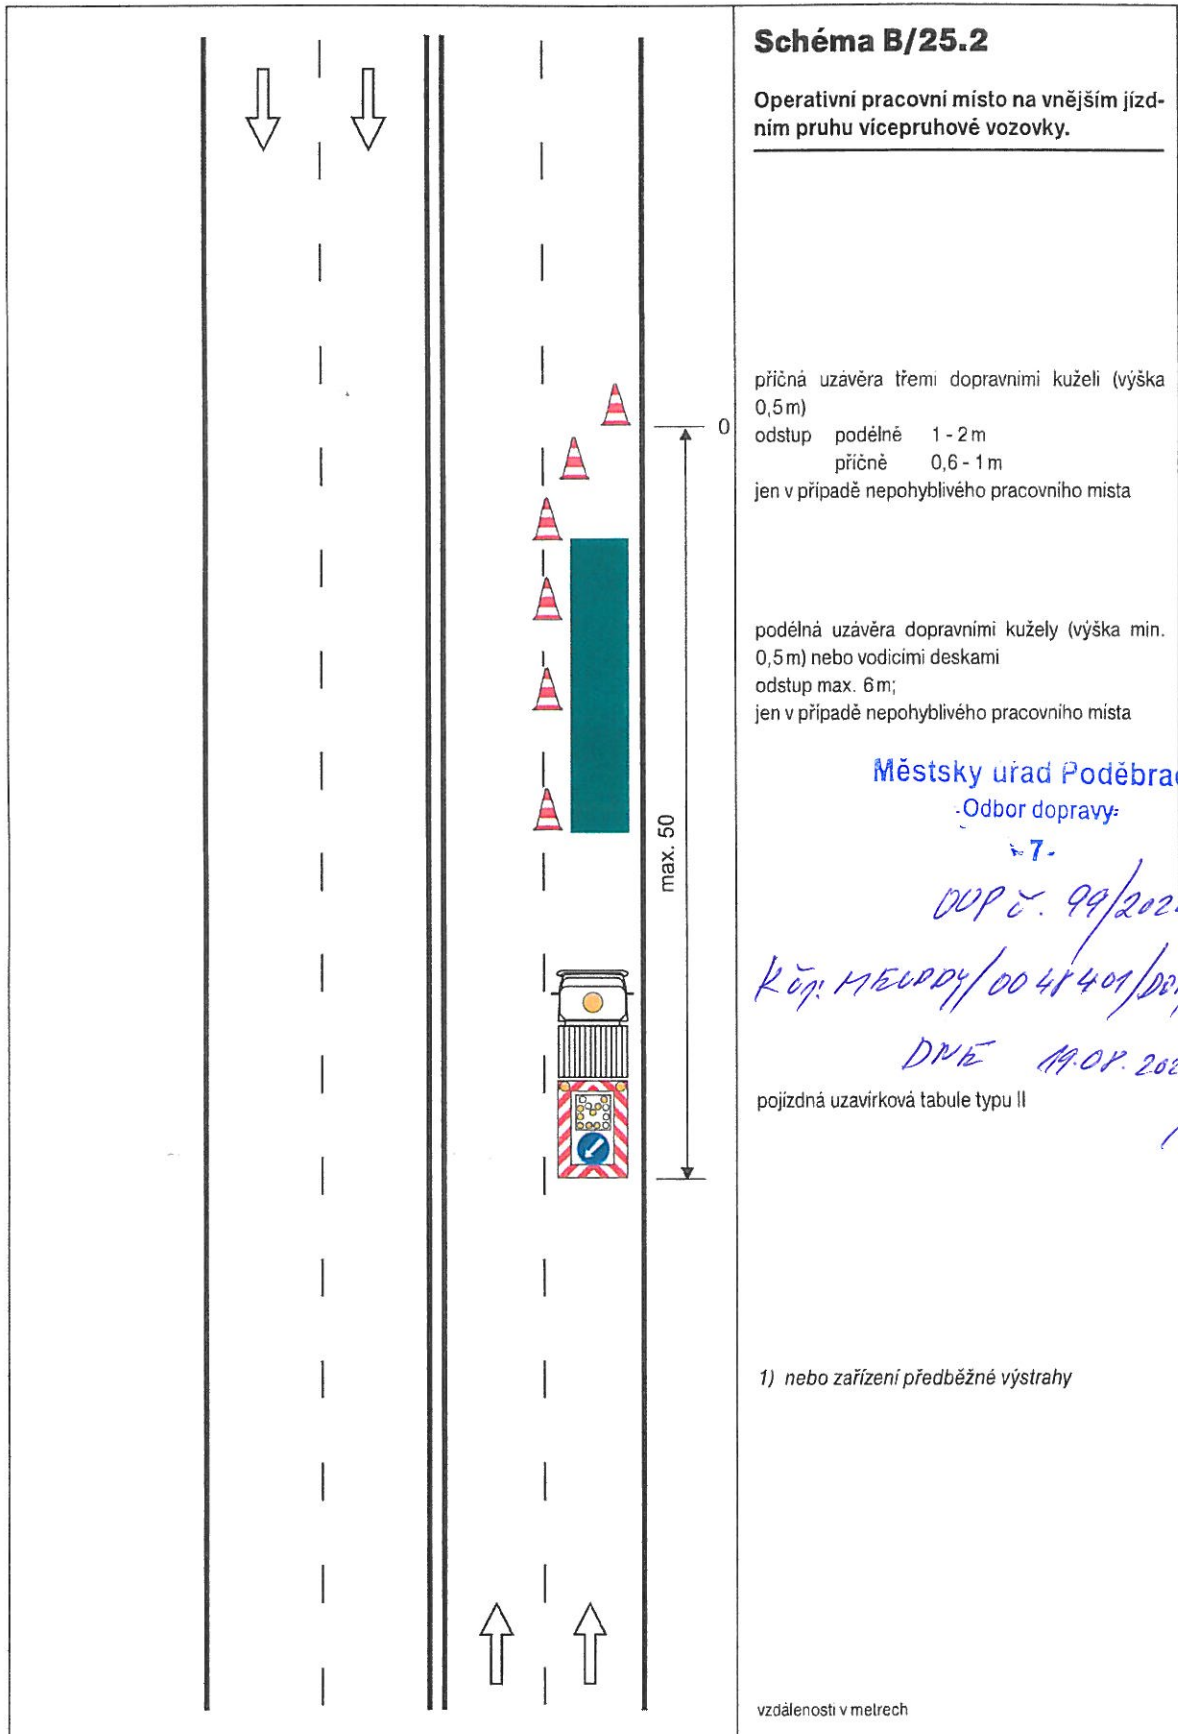 Schéma B/25.2
Operativní pracovní místo na vnějším jízd-
ním pruhu vícepruhové vozovky.
příčná uzávěra třemi dopravními kuželi (výška
0,5 m)
odstup podélně 1 - 2 m
příčně 0,6 - 1 m
jen v případě nepohyblivého pracovního místa
0
podélná uzávěra dopravními kužely (výška min.
0,5 m) nebo vodicími deskami
odstup max. 6 m;
jen v případě nepohyblivého pracovního místa
max. 50
Městsky uřad Poděbrad
-Odbor dopravy-
- 7 -
č. 99/202
/0048401/
DNE 19.08.202
pojízdná uzavírková tabule typu II
1) nebo zařízení předběžné výstrahy
vzdálenosti v metrech